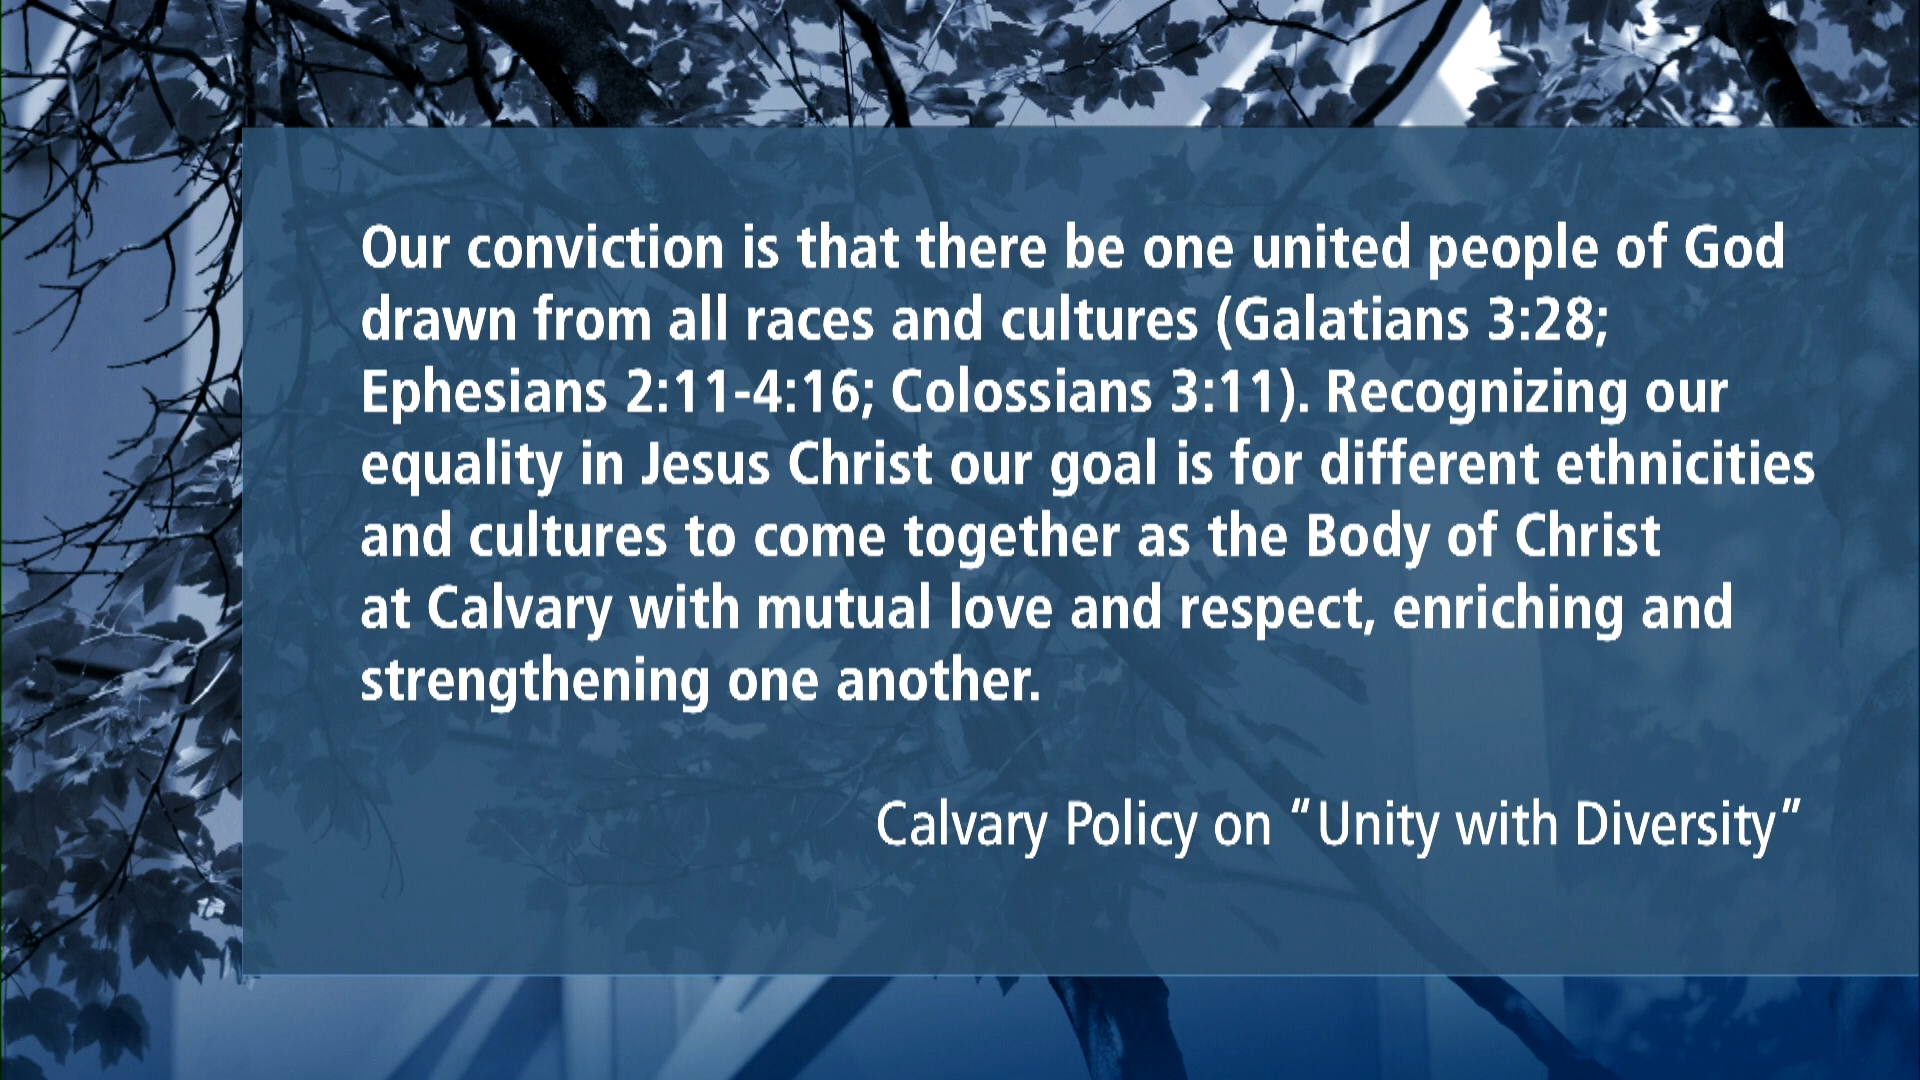 Our conviction is that there be one united people of God
drawn from all races and cultures (Galatians 3:28;
Ephesians 2:11-4:16; Colossians 3:11). Recognizing our
equality in Jesus Christ our goal is for different ethnicities
and cultures to come together as the Body of Christ
at Calvary with mutual love and respect, enriching and
strengthening one another.
Calvary Policy on “Unity with Diversity”